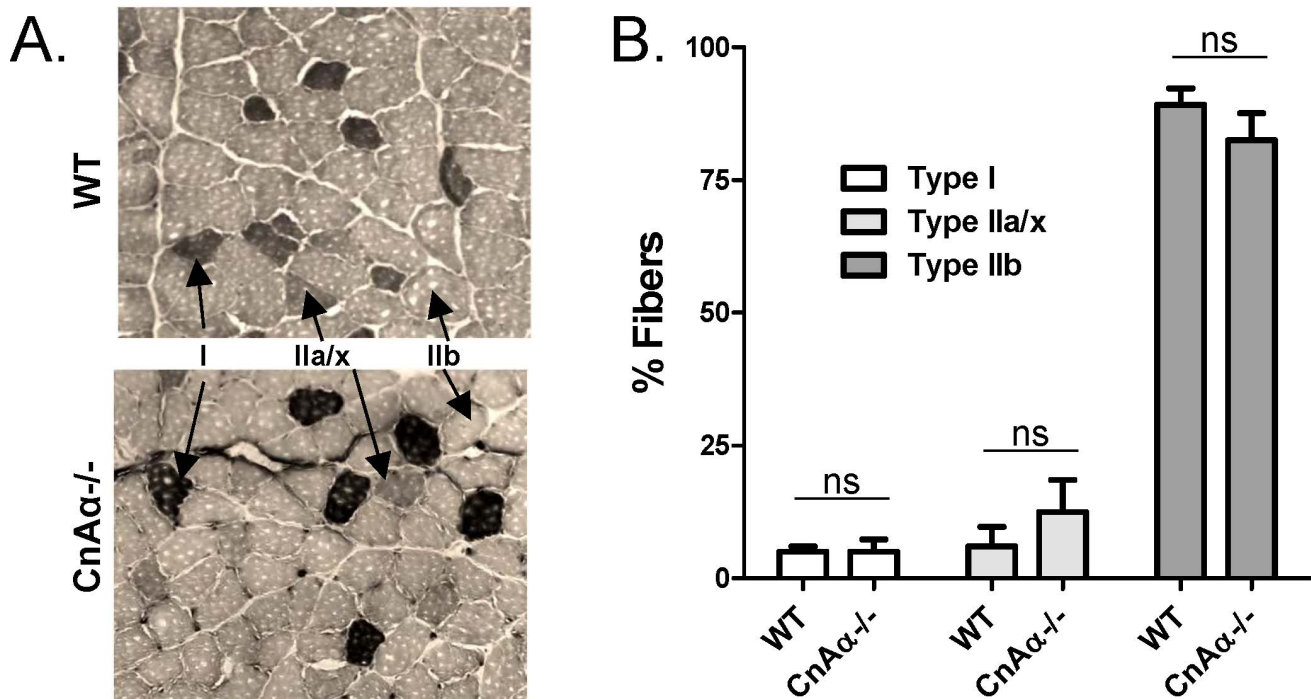 A.
WT
I
IIa/x
IIb
CnAα-/-
B.
% Fibers
100
75
50
25
0
Type I
Type IIa/x
Type IIb
ns
ns
ns
WT
CnAα-/-
WT
CnAα-/-
WT
CnAα-/-